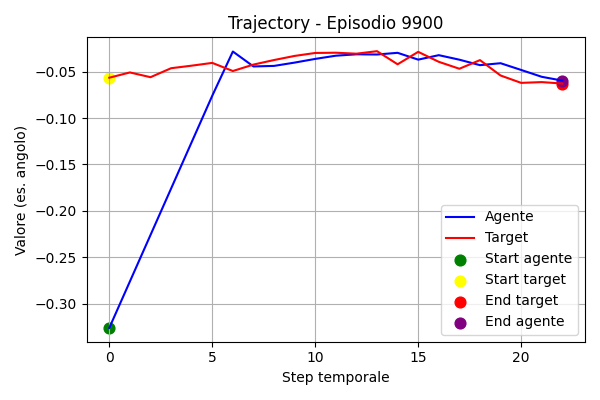 Trajectory - Episodio 9900
Valore (es. angolo)
−0.05
−0.10
−0.15
−0.20
−0.25
−0.30
0
5
10
15
20
Step temporale
Agente
Target
Start agente
Start target
End target
End agente